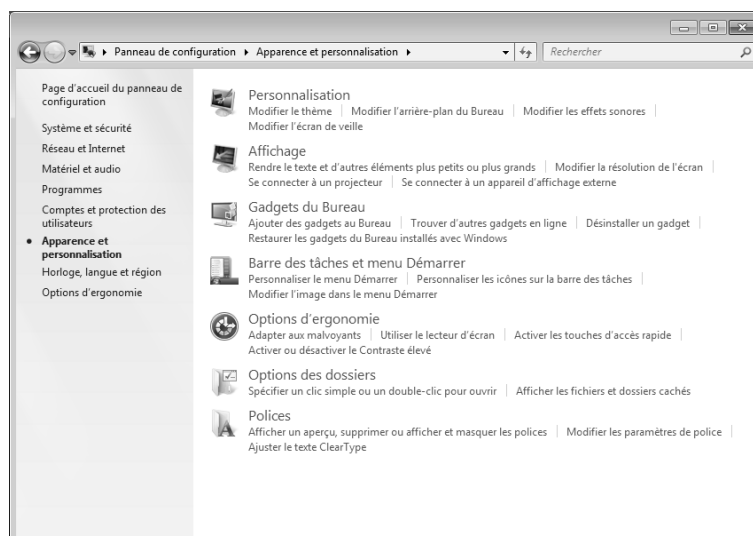 Panneau de configuration Apparence et personnalisation
Rechercher
Page d'accueil du panneau de
configuration
Système et sécurité
Réseau et Internet
Matériel et audio
Programmes
Comptes et protection des
utilisateurs
Apparence et
personnalisation
Horloge, langue et région
Options d'ergonomie
Personnalisation
Modifier le thème Modifier l'arrière-plan du Bureau Modifier les effets sonores
Modifier l'écran de veille
Affichage
Rendre le texte et d'autres éléments plus petits ou plus grands Modifier la résolution de l'écran
Se connecter à un projecteur Se connecter à un appareil d'affichage externe
Gadgets du Bureau
Ajouter des gadgets au Bureau Trouver d'autres gadgets en ligne Désinstaller un gadget
Restaurer les gadgets du Bureau installés avec Windows
Barre des tâches et menu Démarrer
Personnaliser le menu Démarrer Personnaliser les icônes sur la barre des tâches
Modifier l'image dans le menu Démarrer
Options d'ergonomie
Adapter aux malvoyants Utiliser le lecteur d'écran Activer les touches d'accès rapide
Activer ou désactiver le Contraste élevé
Options des dossiers
Spécifier un clic simple ou un double-clic pour ouvrir Afficher les fichiers et dossiers cachés
Polices
Afficher un aperçu, supprimer ou afficher et masquer les polices Modifier les paramètres de police
Ajuster le texte ClearType